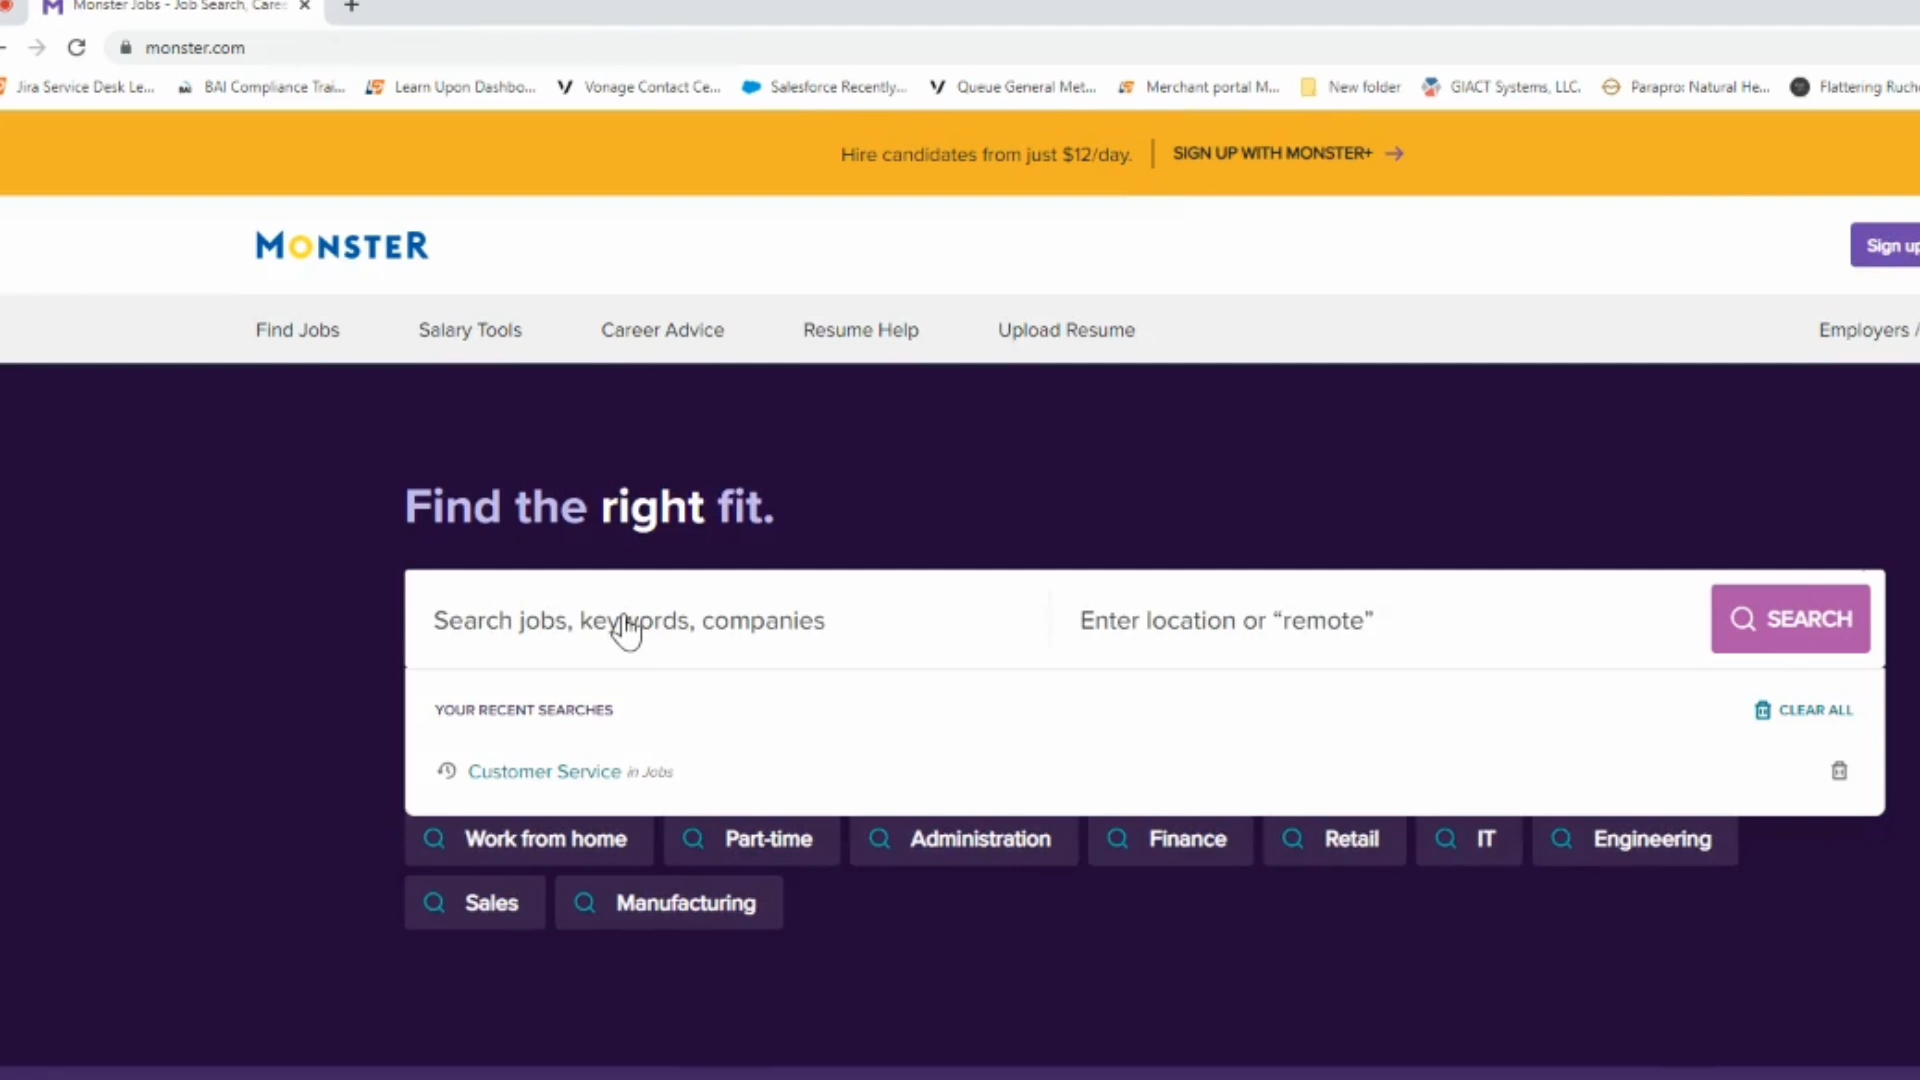 Monster Jobs - Job Search, Care
monster.com
Jira Service Desk Le... BAI Compliance Trai... Learn Upon Dashbo... Vonage Contact Ce... Salesforce Recently... Queue General Met... Merchant portal M... New folder GIACT Systems, LLC. Parapro: Natural He... Flattering Ruch
Hire candidates from just $12/day. SIGN UP WITH MONSTER+
MONSTER
Sign up
Find Jobs Salary Tools Career Advice Resume Help Upload Resume Employers /
Find the right fit.
Search jobs, keywords, companies Enter location or “remote” SEARCH
YOUR RECENT SEARCHES CLEAR ALL
Customer Service in Jobs
Work from home Part-time Administration Finance Retail IT Engineering
Sales Manufacturing